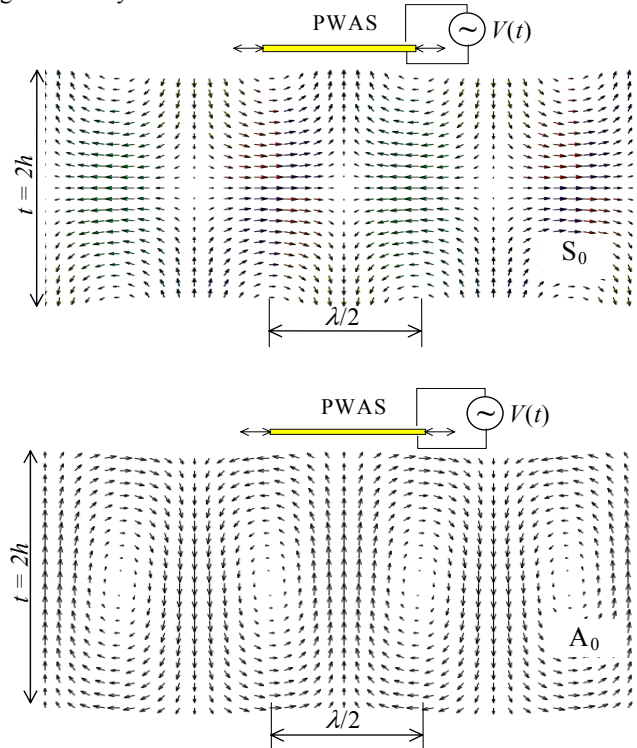 PWAS
~ V(t)
t = 2h
S₀
λ/2
PWAS
~ V(t)
t = 2h
A₀
λ/2